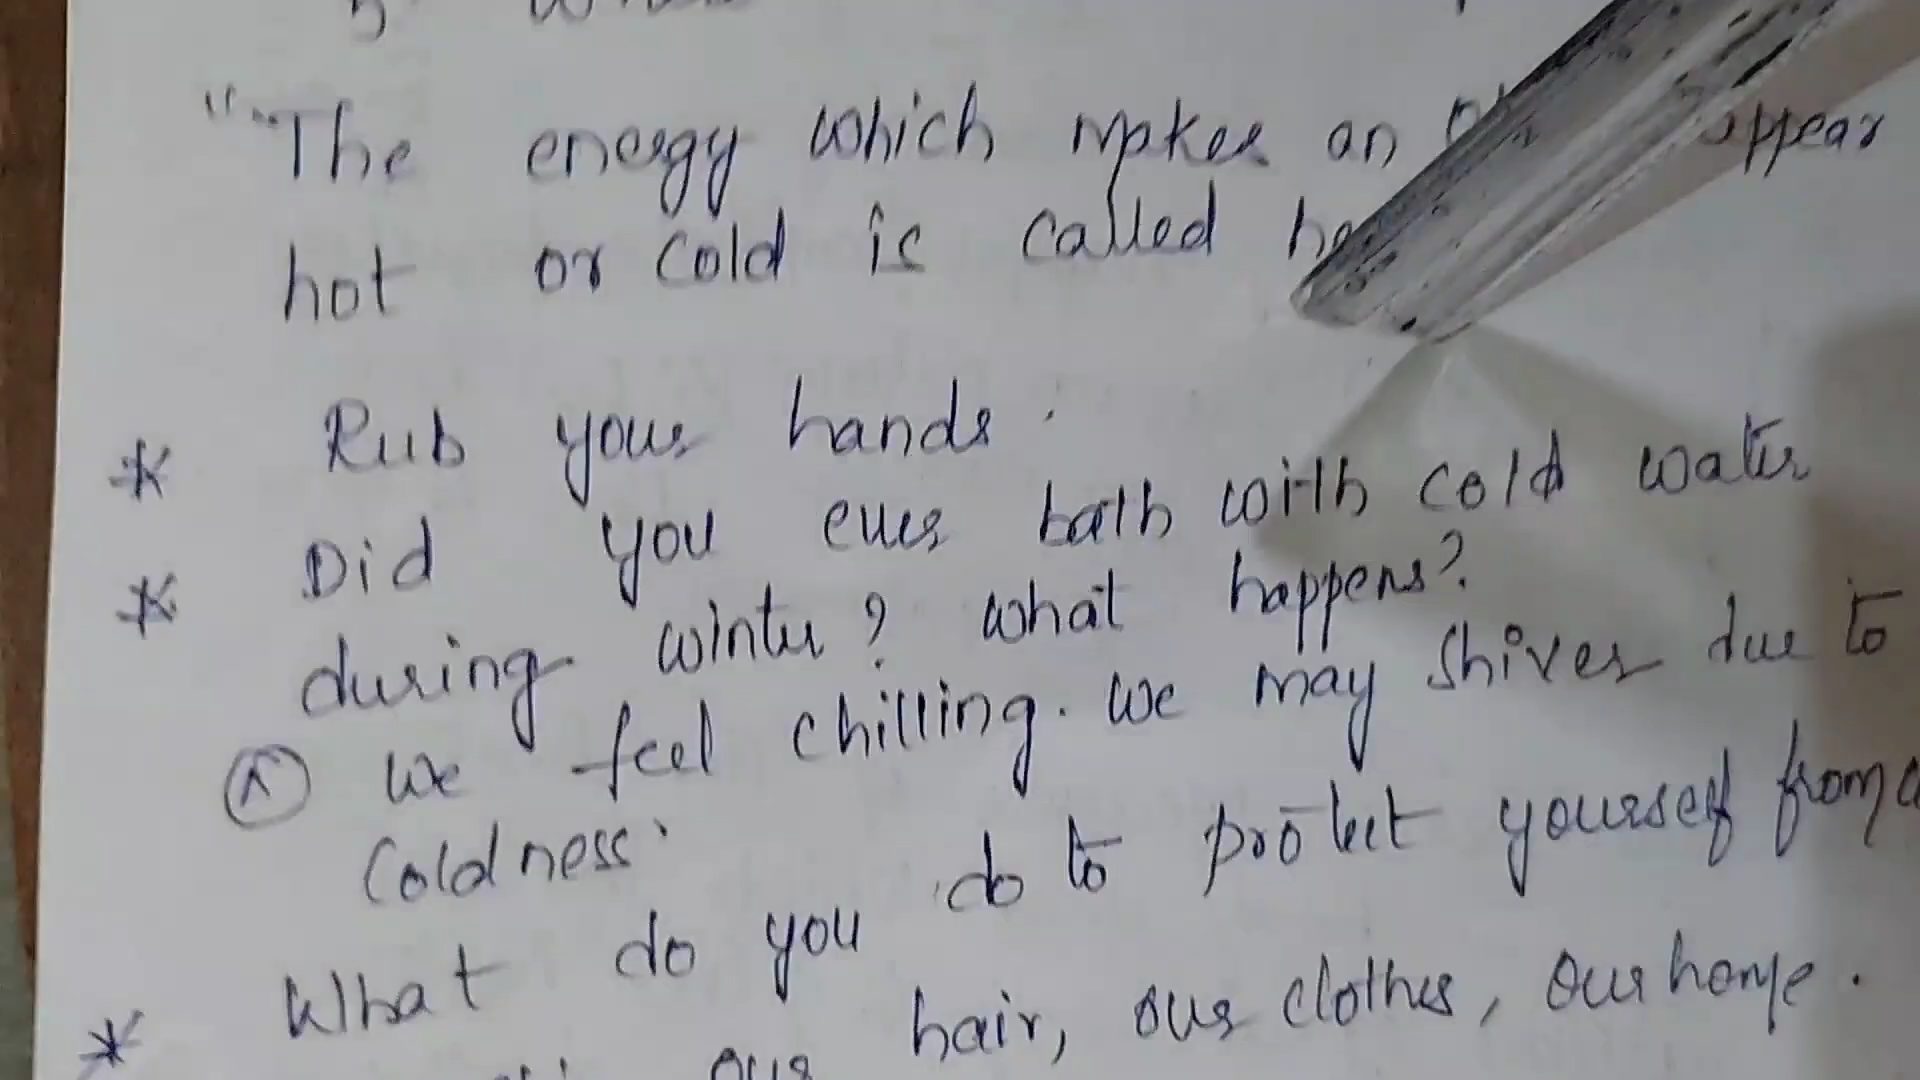 "The energy which makes an appear
hot or cold is called
* Rub your hands.
* Did you ever bath with cold water
during winter? What happens?
Ⓐ We feel chilling. We may shiver due to
Coldness.
* What do you do to protect yourself from
our hair, our clothes, our home.